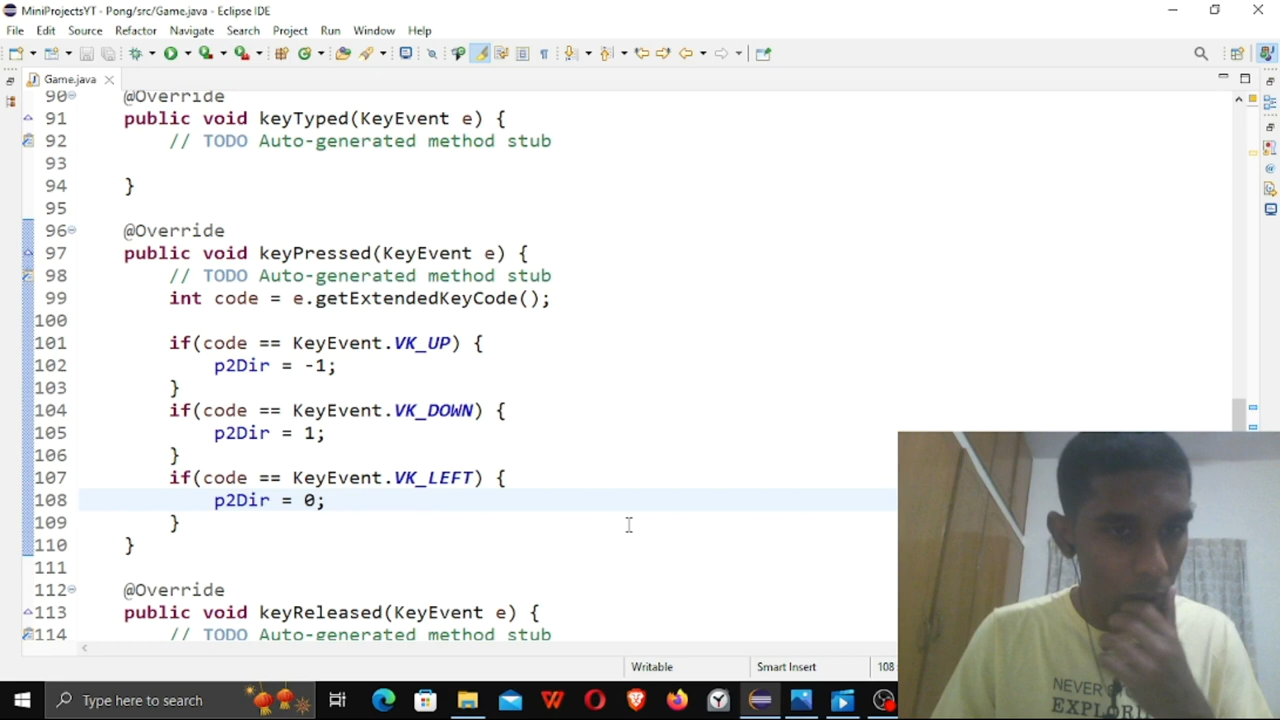 MiniProjectsYT - Pong/src/Game.java - Eclipse IDE
File Edit Source Refactor Navigate Search Project Run Window Help
Game.java
90 @Override
91 public void keyTyped(KeyEvent e) {
92 // TODO Auto-generated method stub
93
94 }
95
96 @Override
97 public void keyPressed(KeyEvent e) {
98 // TODO Auto-generated method stub
99 int code = e.getExtendedKeyCode();
100
101 if(code == KeyEvent.VK_UP) {
102 p2Dir = -1;
103 }
104 if(code == KeyEvent.VK_DOWN) {
105 p2Dir = 1;
106 }
107 if(code == KeyEvent.VK_LEFT) {
108 p2Dir = 0;
109 }
110 }
111
112 @Override
113 public void keyReleased(KeyEvent e) {
114 // TODO Auto-generated method stub
Writable Smart Insert 108
Type here to search
NEVER
EXPLORI